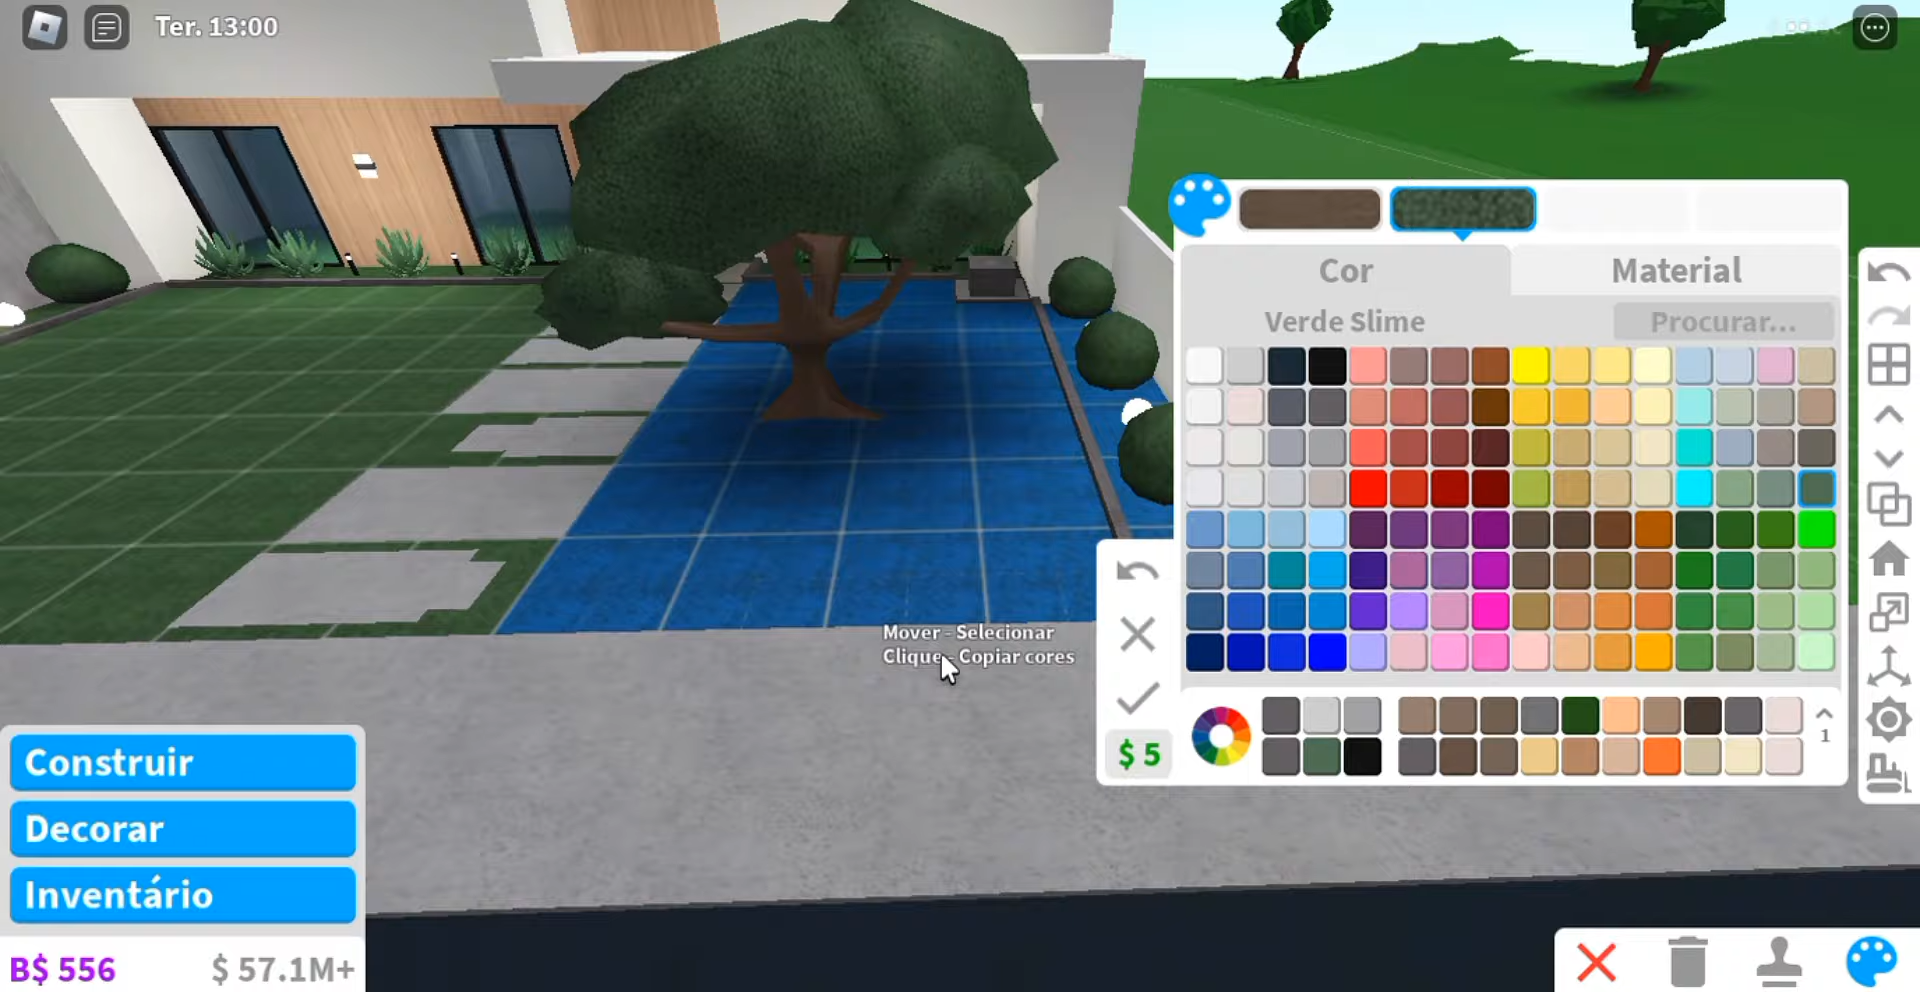 Ter. 13:00
Cor
Material
Verde Slime
Procurar...
Mover - Selecionar
Clique - Copiar cores
1
$ 5
Construir
Decorar
Inventário
B$ 556
$ 57.1M+